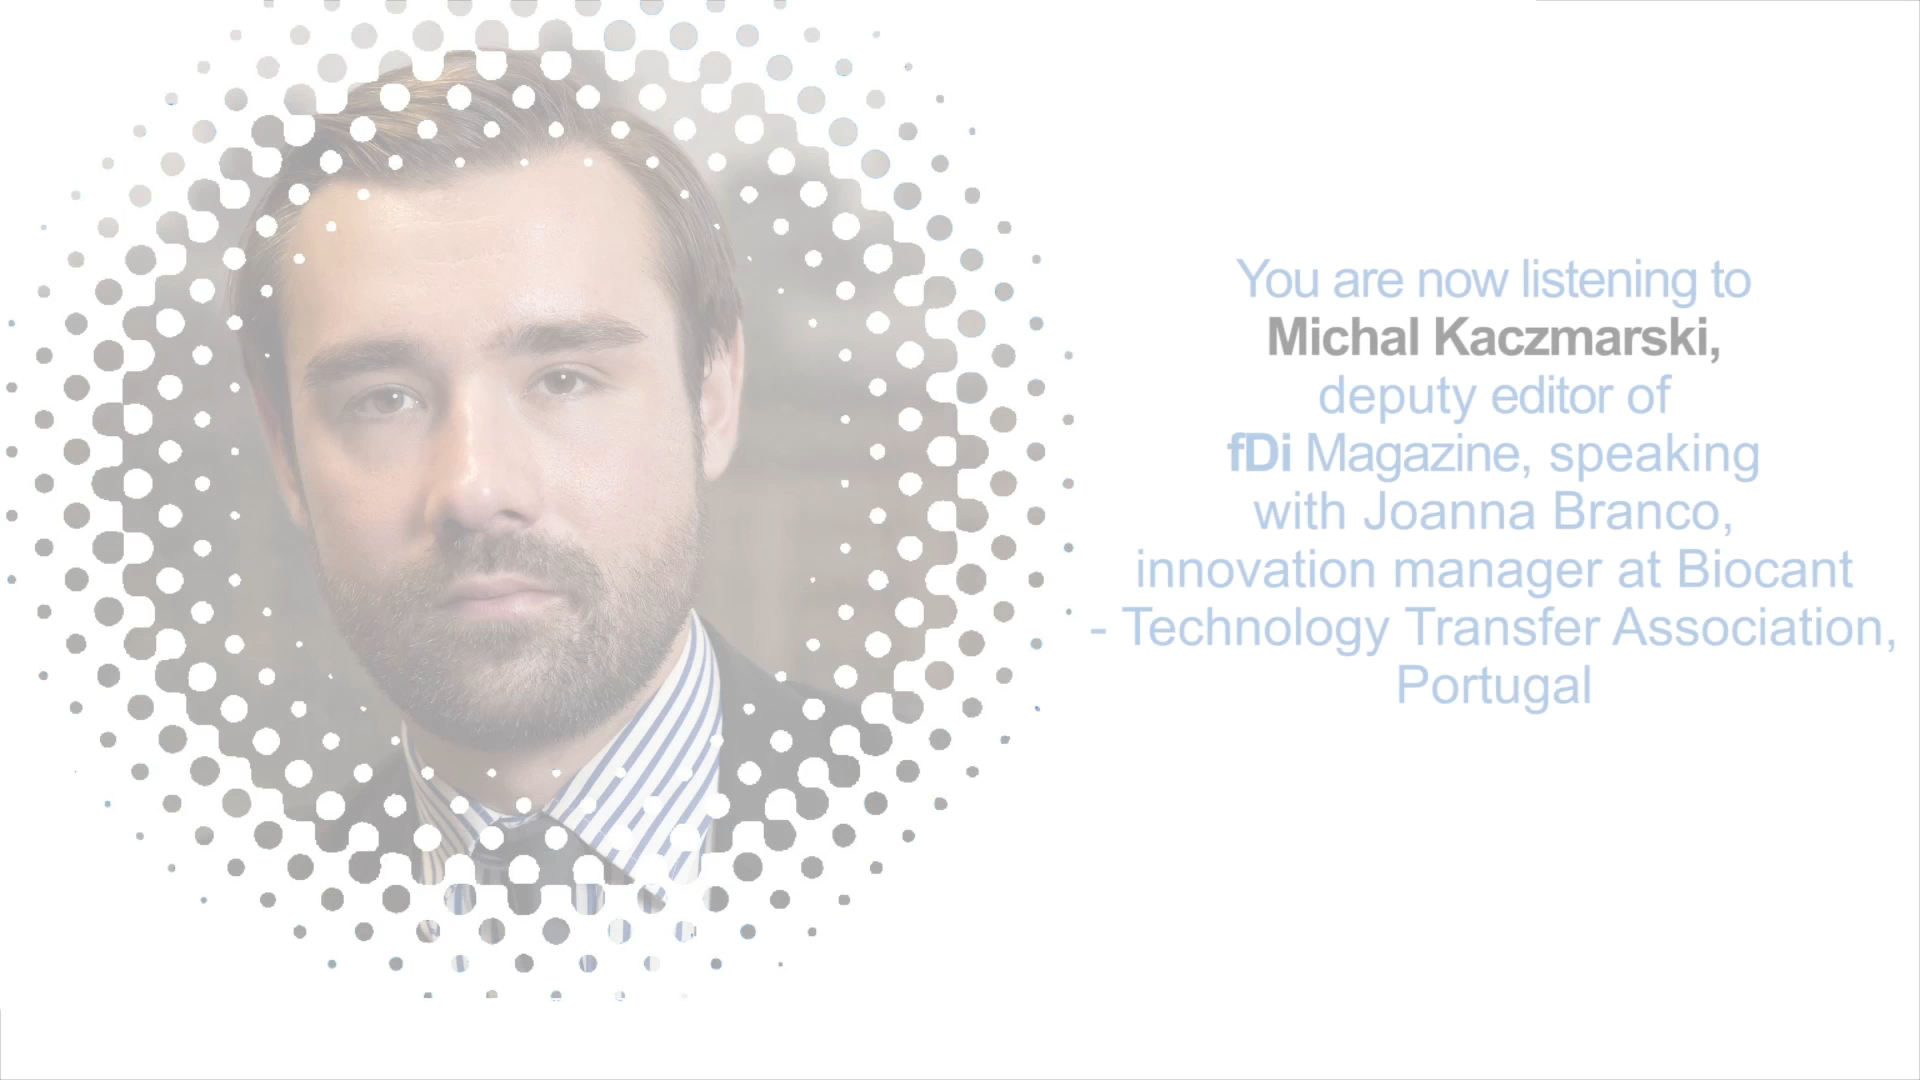 You are now listening to
Michal Kaczmarski,
deputy editor of
fDi Magazine, speaking
with Joanna Branco,
innovation manager at Biocant
- Technology Transfer Association,
Portugal